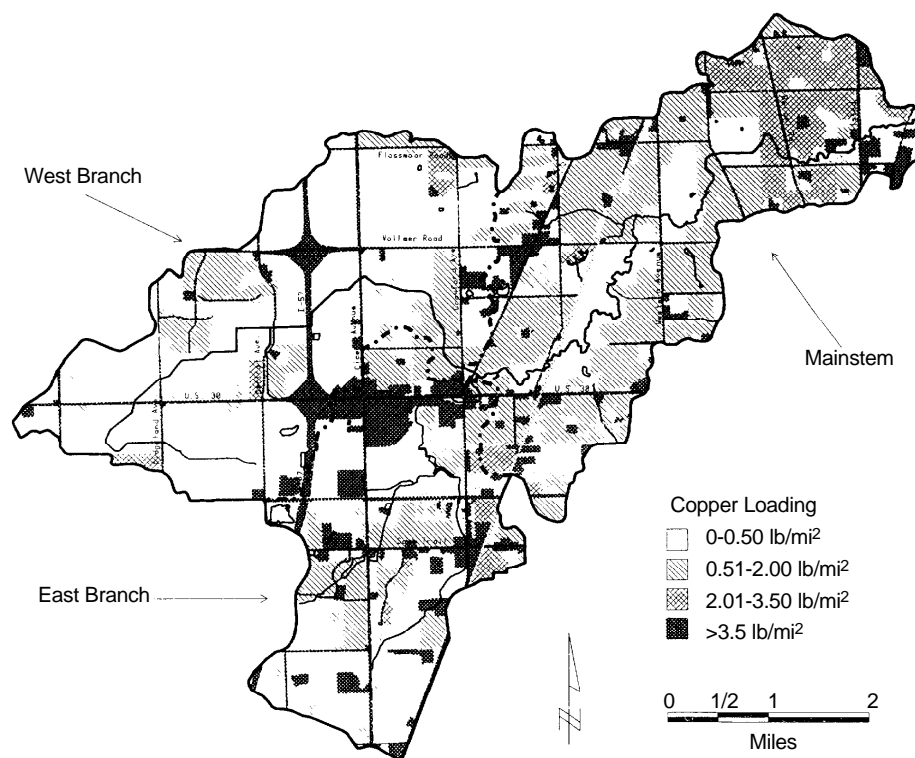 Flossmoor Road
West Branch
Vollmer Road
I-57
Mainstem
U.S. 30
U.S. 30
Copper Loading
0-0.50 lb/mi²
0.51-2.00 lb/mi²
2.01-3.50 lb/mi²
>3.5 lb/mi²
East Branch
N
0 1/2 1 2
Miles